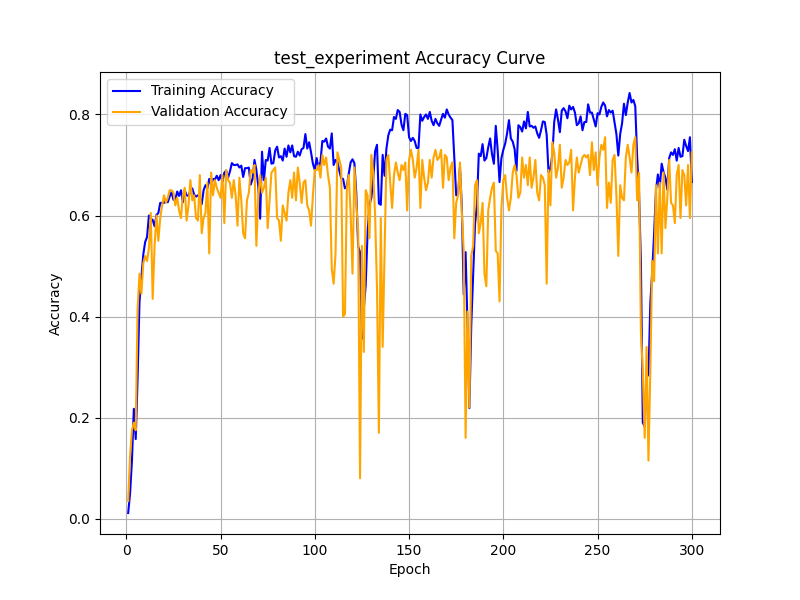 test_experiment Accuracy Curve
Training Accuracy
Validation Accuracy
0.8
0.6
0.4
0.2
0.0
Accuracy
0 50 100 150 200 250 300
Epoch